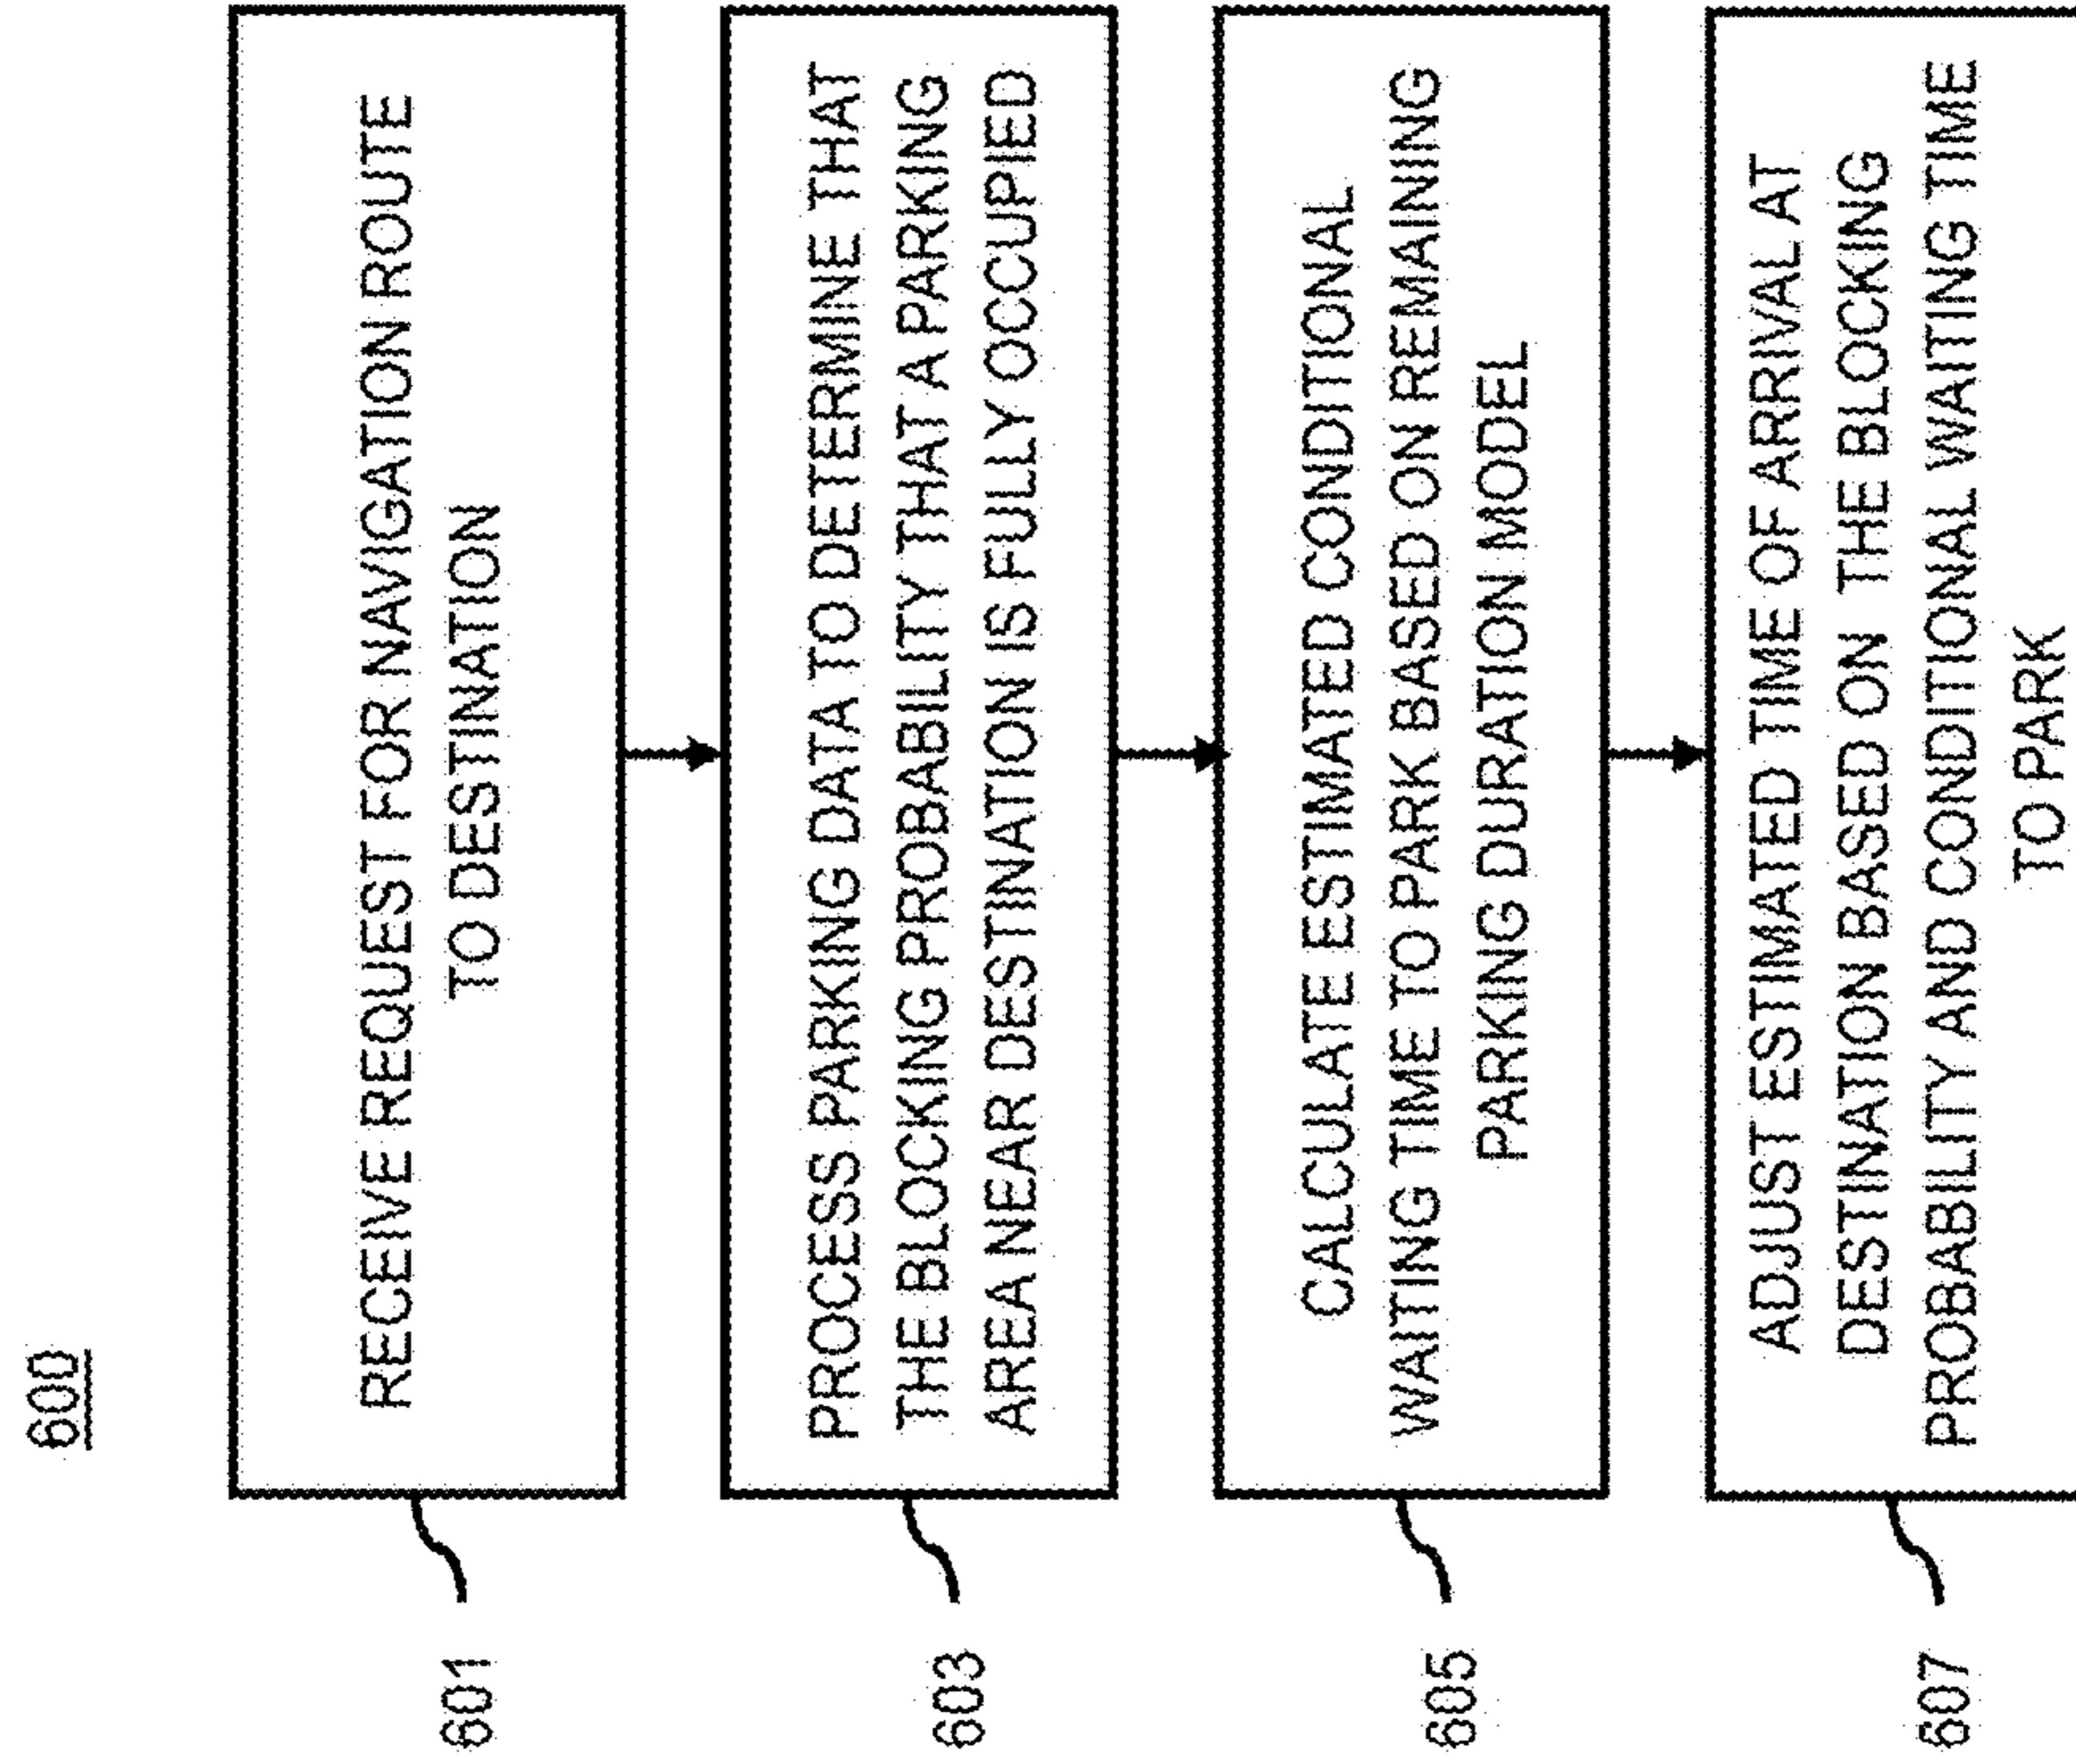 600
601
RECEIVE REQUEST FOR NAVIGATION ROUTE
TO DESTINATION
603
PROCESS PARKING DATA TO DETERMINE THAT
THE BLOCKING PROBABILITY THAT A PARKING
AREA NEAR DESTINATION IS FULLY OCCUPIED
605
CALCULATE ESTIMATED CONDITIONAL
WAITING TIME TO PARK BASED ON REMAINING
PARKING DURATION MODEL
607
ADJUST ESTIMATED TIME OF ARRIVAL AT
DESTINATION BASED ON THE BLOCKING
PROBABILITY AND CONDITIONAL WAITING TIME
TO PARK